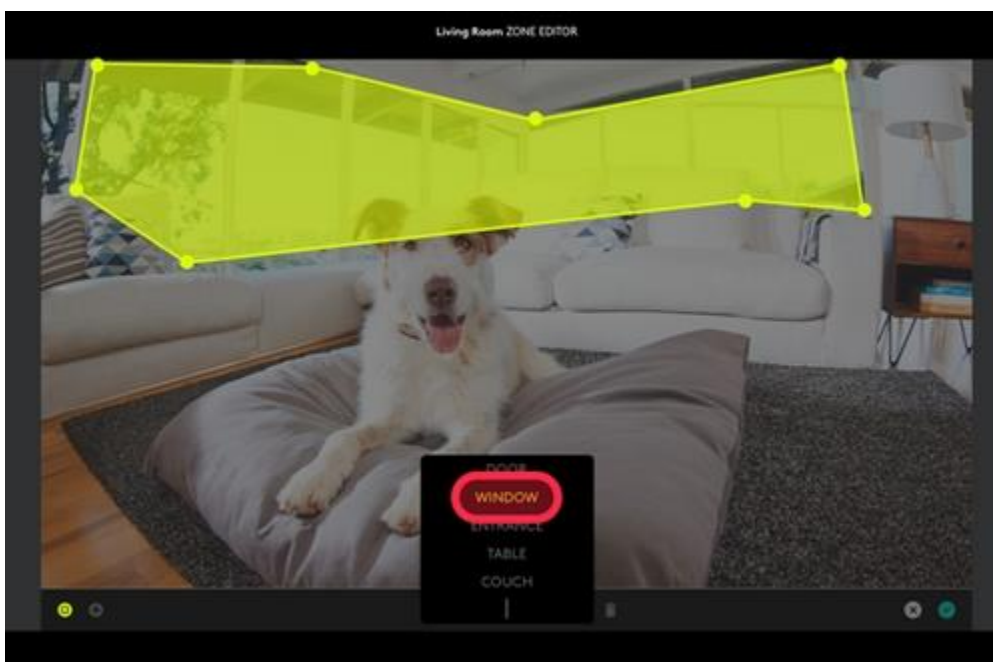 Living Room ZONE EDITOR
DOOR
WINDOW
ENTRANCE
TABLE
COUCH